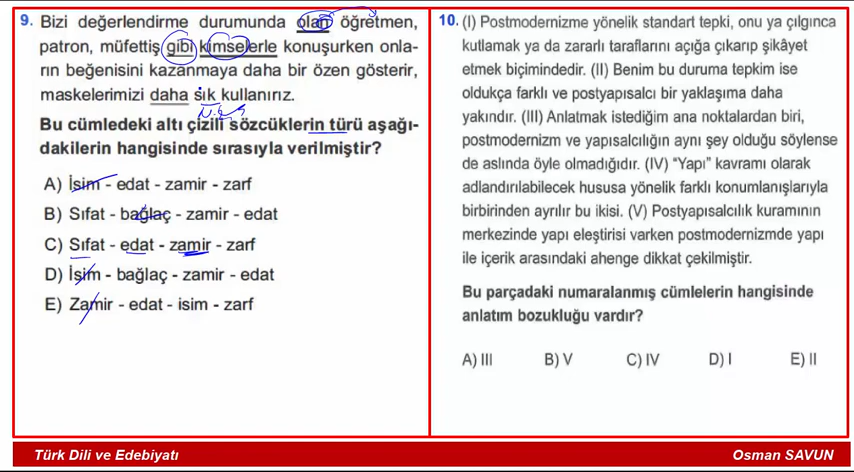 9. Bizi değerlendirme durumunda olan öğretmen,
patron, müfettiş gibi kimselerle konuşurken onla-
rın beğenisini kazanmaya daha bir özen gösterir,
maskelerimizi daha sık kullanırız.
Bu cümledeki altı çizili sözcüklerin türü aşağı-
dakilerin hangisinde sırasıyla verilmiştir?
A) İsim - edat - zamir - zarf
B) Sıfat - bağlaç - zamir - edat
C) Sıfat - edat - zamir - zarf
D) İsim - bağlaç - zamir - edat
E) Zamir - edat - isim - zarf
10. (I) Postmodernizme yönelik standart tepki, onu ya çılgınca
kutlamak ya da zararlı taraflarını açığa çıkarıp şikâyet
etmek biçimindedir. (II) Benim bu duruma tepkim ise
oldukça farklı ve postyapısalcı bir yaklaşıma daha
yakındır. (III) Anlatmak istediğim ana noktalardan biri,
postmodernizm ve yapısalcılığın aynı şey olduğu söylense
de aslında öyle olmadığıdır. (IV) “Yapı” kavramı olarak
adlandırılabilecek hususa yönelik farklı konumlanışlarıyla
birbirinden ayrılır bu ikisi. (V) Postyapısalcılık kuramının
merkezinde yapı eleştirisi varken postmodernizmde yapı
ile içerik arasındaki ahenge dikkat çekilmiştir.
Bu parçadaki numaralanmış cümlelerin hangisinde
anlatım bozukluğu vardır?
A) III B) V C) IV D) I E) II
Türk Dili ve Edebiyatı
Osman SAVUN